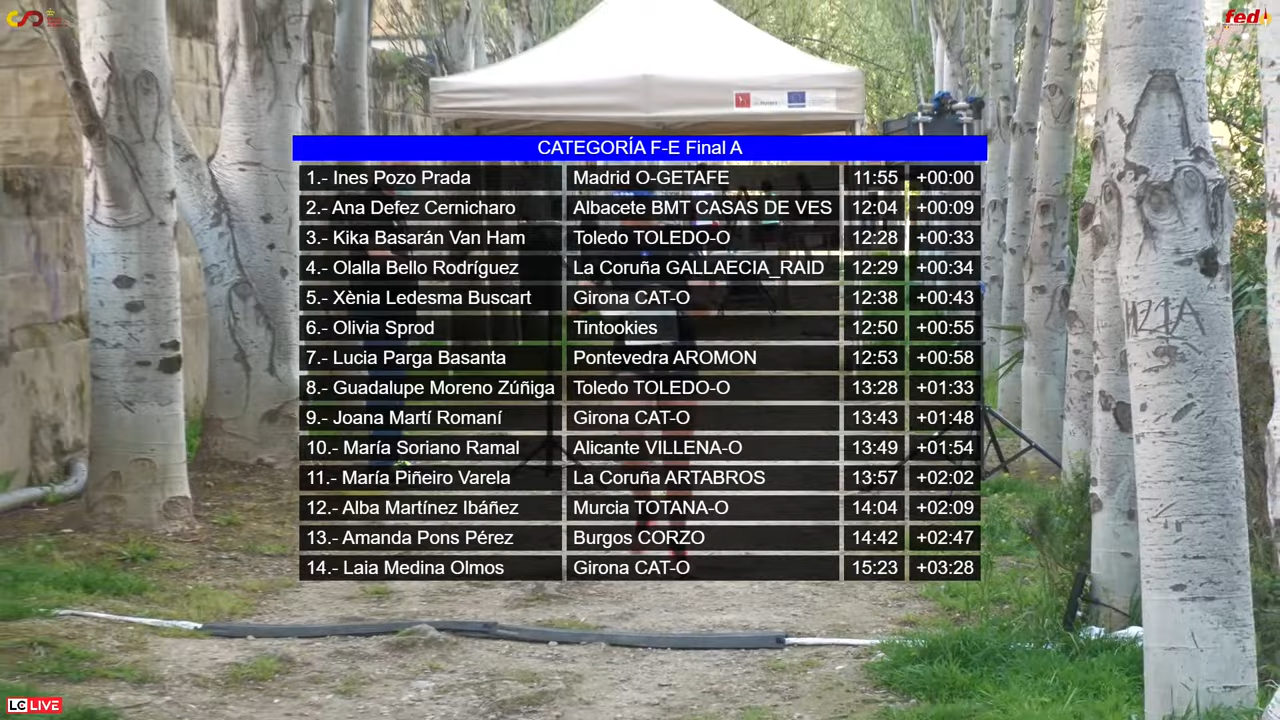 fed
CATEGORÍA F-E Final A
1.- Ines Pozo Prada Madrid O-GETAFE 11:55 +00:00
2.- Ana Defez Cernicharo Albacete BMT CASAS DE VES 12:04 +00:09
3.- Kika Basarán Van Ham Toledo TOLEDO-O 12:28 +00:33
4.- Olalla Bello Rodríguez La Coruña GALLAECIA_RAID 12:29 +00:34
5.- Xènia Ledesma Buscart Girona CAT-O 12:38 +00:43
6.- Olivia Sprod Tintookies 12:50 +00:55
7.- Lucia Parga Basanta Pontevedra AROMON 12:53 +00:58
8.- Guadalupe Moreno Zúñiga Toledo TOLEDO-O 13:28 +01:33
9.- Joana Martí Romaní Girona CAT-O 13:43 +01:48
10.- María Soriano Ramal Alicante VILLENA-O 13:49 +01:54
11.- María Piñeiro Varela La Coruña ARTABROS 13:57 +02:02
12.- Alba Martínez Ibáñez Murcia TOTANA-O 14:04 +02:09
13.- Amanda Pons Pérez Burgos CORZO 14:42 +02:47
14.- Laia Medina Olmos Girona CAT-O 15:23 +03:28
LG LIVE